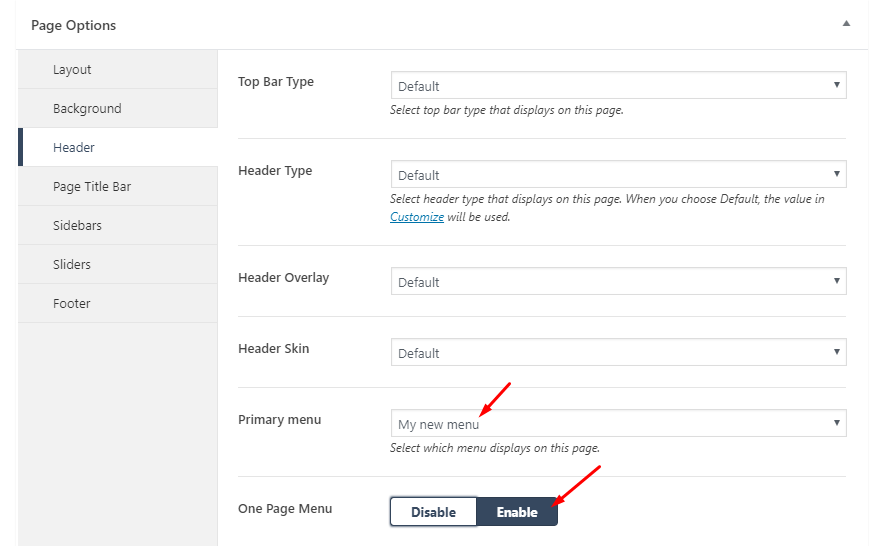 Page Options
Layout
Background
Header
Page Title Bar
Sidebars
Sliders
Footer
Top Bar Type
Default
Select top bar type that displays on this page.
Header Type
Default
Select header type that displays on this page. When you choose Default, the value in
Customize will be used.
Header Overlay
Default
Header Skin
Default
Primary menu
My new menu
Select which menu displays on this page.
One Page Menu
Disable
Enable